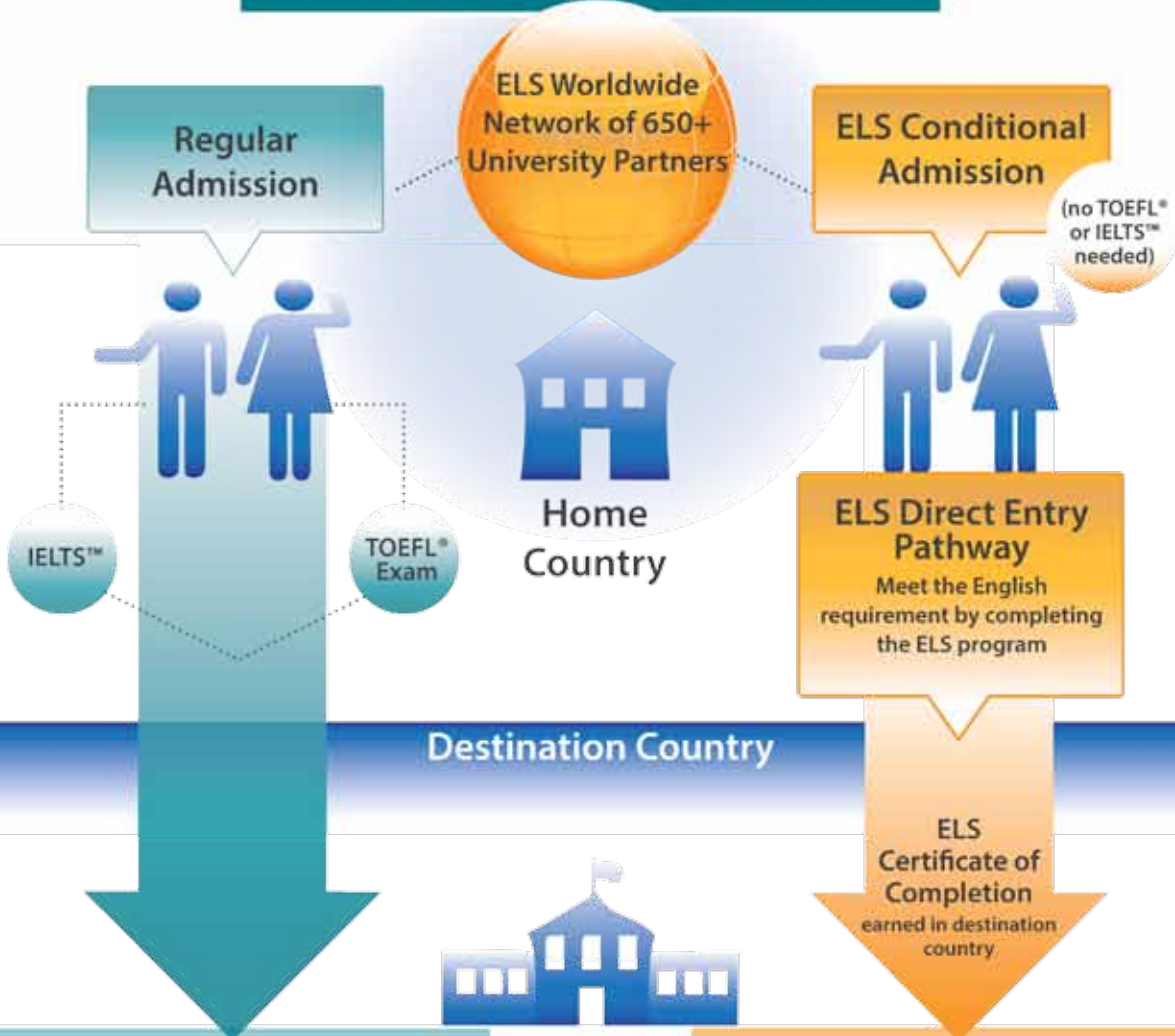 ELS Worldwide
Network of 650+
University Partners
Regular
Admission
ELS Conditional
Admission
(no TOEFL®
or IELTS™
needed)
Home
Country
IELTS™
TOEFL®
Exam
ELS Direct Entry
Pathway
Meet the English
requirement by completing
the ELS program
Destination Country
ELS
Certificate of
Completion
earned in destination
country